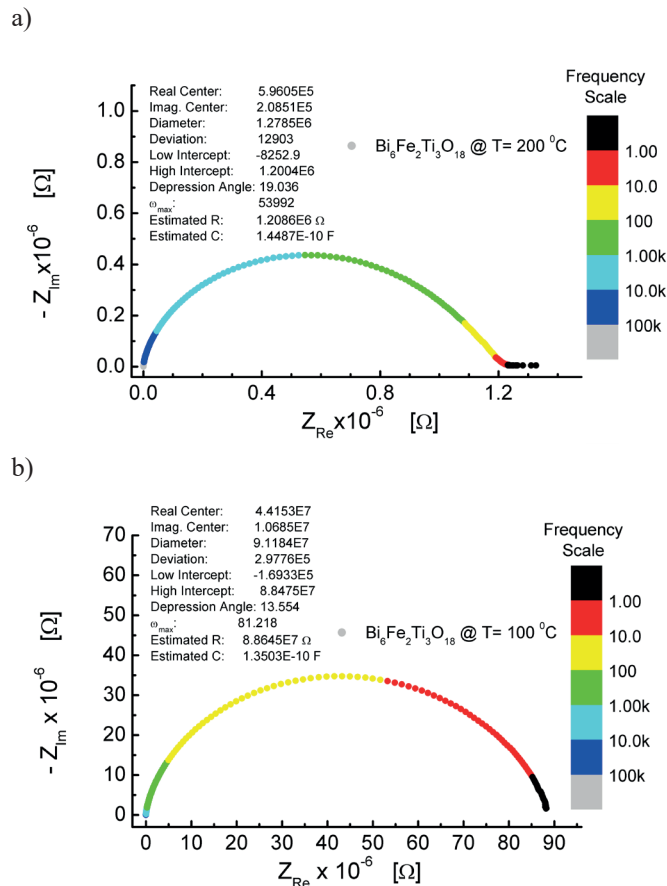 a)
Frequency
Scale
1.00
10.0
100
1.00k
10.0k
100k
Real Center: 5.9605E5
Imag. Center: 2.0851E5
Diameter: 1.2785E6
Deviation: 12903
Low Intercept: -8252.9
High Intercept: 1.2004E6
Depression Angle: 19.036
ω_max: 53992
Estimated R: 1.2086E6 Ω
Estimated C: 1.4487E-10 F
Bi₆Fe₂Ti₃O₁₈ @ T= 200 ⁰C
- Z_Im x10⁻⁶ [Ω]
1.0
0.8
0.6
0.4
0.2
0.0
0.0 0.4 0.8 1.2
Z_Re x10⁻⁶ [Ω]
b)
Frequency
Scale
1.00
10.0
100
1.00k
10.0k
100k
Real Center: 4.4153E7
Imag. Center: 1.0685E7
Diameter: 9.1184E7
Deviation: 2.9776E5
Low Intercept: -1.6933E5
High Intercept: 8.8475E7
Depression Angle: 13.554
ω_max: 81.218
Estimated R: 8.8645E7 Ω
Estimated C: 1.3503E-10 F
Bi₆Fe₂Ti₃O₁₈ @ T= 100 ⁰C
- Z_Im x 10⁻⁶ [Ω]
70
60
50
40
30
20
10
0
0 10 20 30 40 50 60 70 80 90
Z_Re x 10⁻⁶ [Ω]